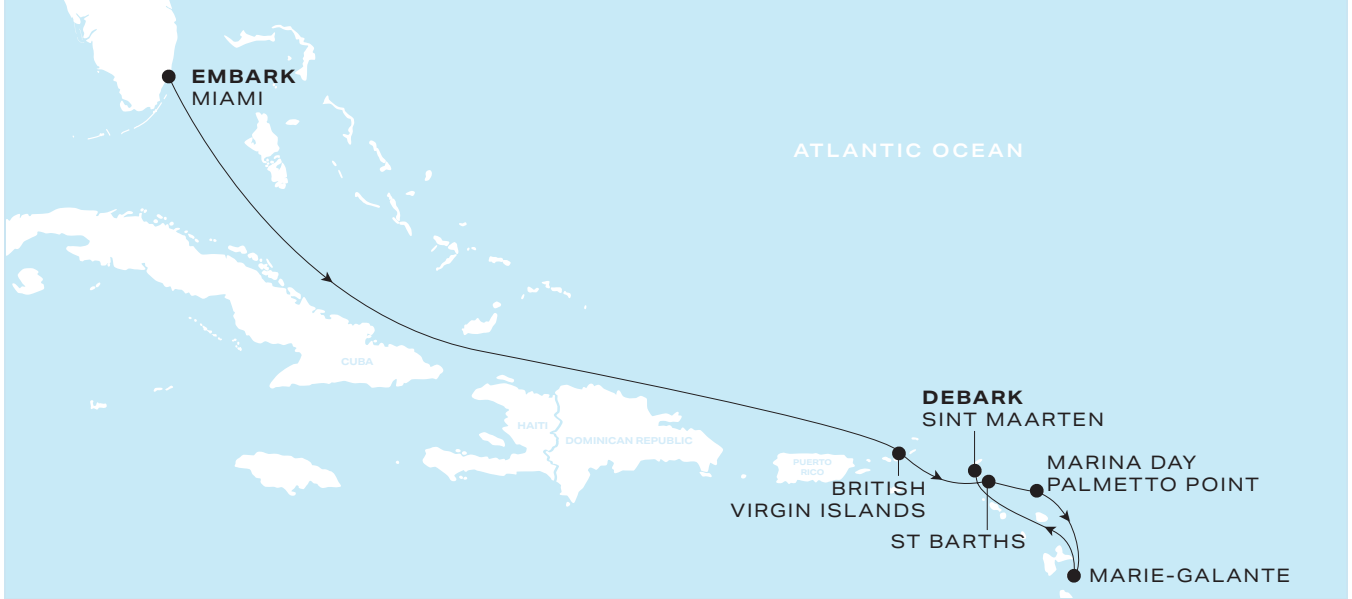 EMBARK
MIAMI
ATLANTIC OCEAN
CUBA
HAITI
DOMINICAN REPUBLIC
PUERTO
RICO
DEBARK
SINT MAARTEN
BRITISH
VIRGIN ISLANDS
MARINA DAY
PALMETTO POINT
ST BARTHS
MARIE-GALANTE